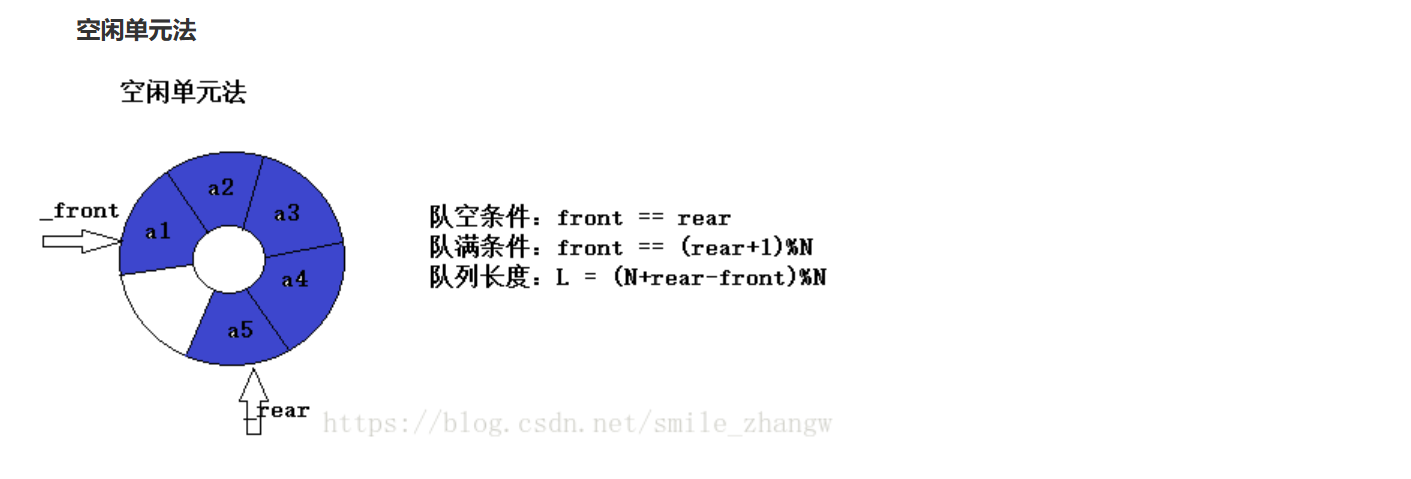 空闲单元法
空闲单元法
_front
a1
a2
a3
a4
a5
_rear
队空条件：front == rear
队满条件：front == (rear+1)%N
队列长度：L = (N+rear-front)%N
https://blog.csdn.net/smile_zhangw